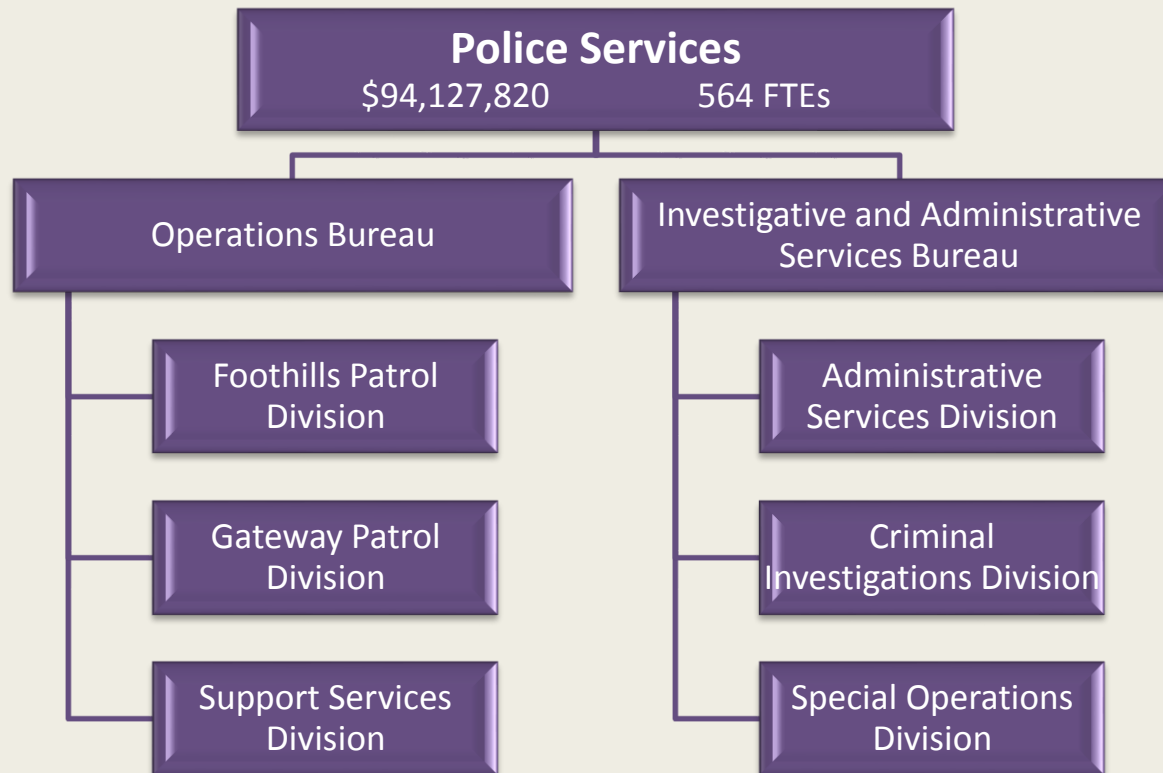 Police Services
$94,127,820 564 FTEs
Operations Bureau
Investigative and Administrative
Services Bureau
Foothills Patrol
Division
Administrative
Services Division
Gateway Patrol
Division
Criminal
Investigations Division
Support Services
Division
Special Operations
Division